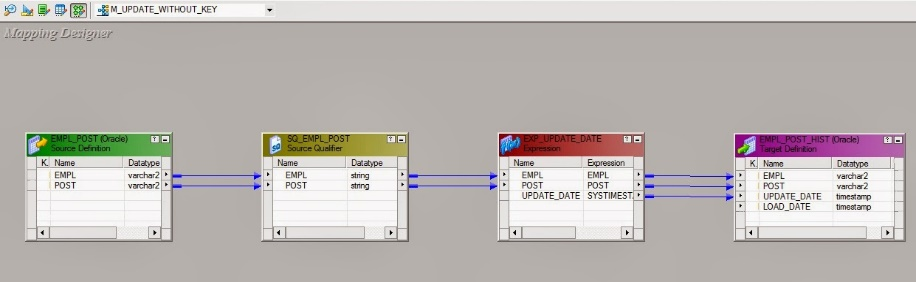 M_UPDATE_WITHOUT_KEY
Mapping Designer
EMPL_POST (Oracle)
Source Definition
K. Name Datatype
EMPL varchar2
POST varchar2
SQ_EMPL_POST
Source Qualifier
Name Datatype
EMPL string
POST string
EXP_UPDATE_DATE
Expression
Name Expression
EMPL EMPL
POST POST
UPDATE_DATE SYSTIMEST
EMPL_POST_HIST (Oracle)
Target Definition
K Name Datatype
EMPL varchar2
POST varchar2
UPDATE_DATE timestamp
LOAD_DATE timestamp